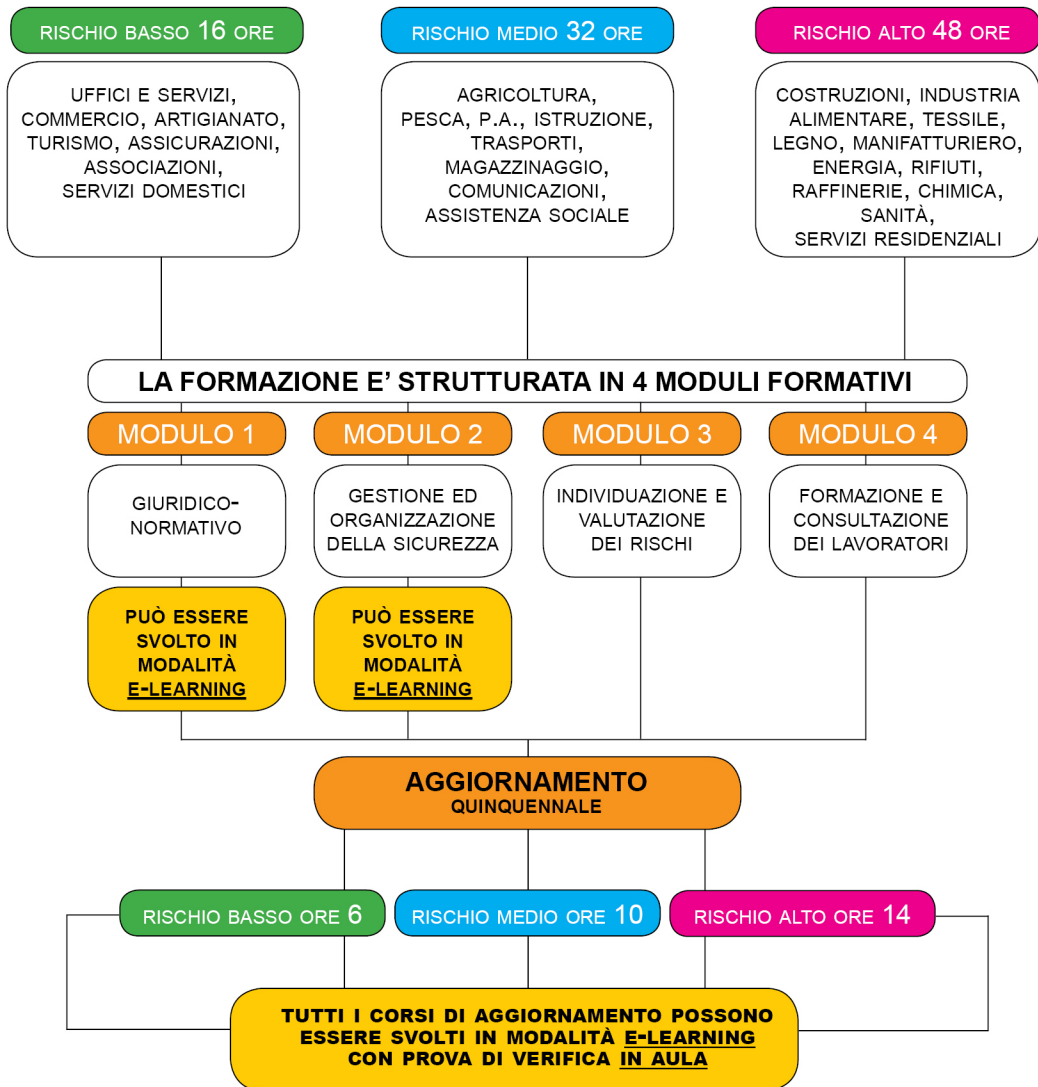 RISCHIO BASSO 16 ORE
RISCHIO MEDIO 32 ORE
RISCHIO ALTO 48 ORE
UFFICI E SERVIZI,
COMMERCIO, ARTIGIANATO,
TURISMO, ASSICURAZIONI,
ASSOCIAZIONI,
SERVIZI DOMESTICI
AGRICOLTURA,
PESCA, P.A., ISTRUZIONE,
TRASPORTI,
MAGAZZINAGGIO,
COMUNICAZIONI,
ASSISTENZA SOCIALE
COSTRUZIONI, INDUSTRIA
ALIMENTARE, TESSILE,
LEGNO, MANIFATTURIERO,
ENERGIA, RIFIUTI,
RAFFINERIE, CHIMICA,
SANITÀ,
SERVIZI RESIDENZIALI
LA FORMAZIONE E' STRUTTURATA IN 4 MODULI FORMATIVI
MODULO 1
MODULO 2
MODULO 3
MODULO 4
GIURIDICO-
NORMATIVO
GESTIONE ED
ORGANIZZAZIONE
DELLA SICUREZZA
INDIVIDUAZIONE E
VALUTAZIONE
DEI RISCHI
FORMAZIONE E
CONSULTAZIONE
DEI LAVORATORI
PUÒ ESSERE
SVOLTO IN
MODALITÀ
E-LEARNING
PUÒ ESSERE
SVOLTO IN
MODALITÀ
E-LEARNING
AGGIORNAMENTO
QUINQUENNALE
RISCHIO BASSO ORE 6
RISCHIO MEDIO ORE 10
RISCHIO ALTO ORE 14
TUTTI I CORSI DI AGGIORNAMENTO POSSONO
ESSERE SVOLTI IN MODALITÀ E-LEARNING
CON PROVA DI VERIFICA IN AULA